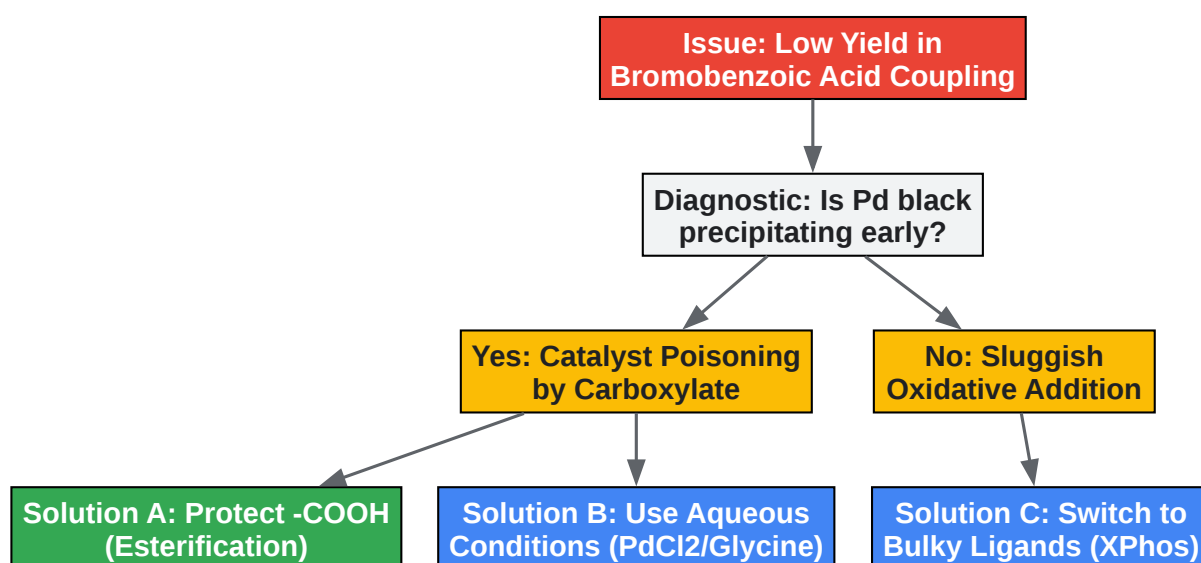 Issue: Low Yield in
Bromobenzoic Acid Coupling
Diagnostic: Is Pd black
precipitating early?
Yes: Catalyst Poisoning
by Carboxylate
No: Sluggish
Oxidative Addition
Solution A: Protect -COOH
(Esterification)
Solution B: Use Aqueous
Conditions (PdCl2/Glycine)
Solution C: Switch to
Bulky Ligands (XPhos)